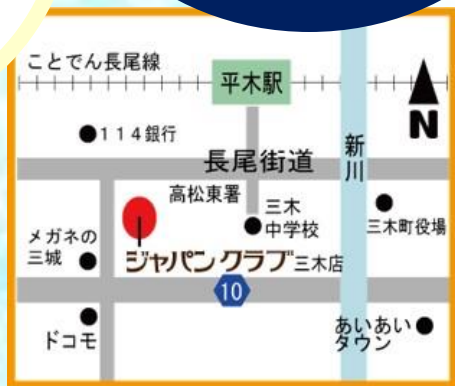 ことでん長尾線
平木駅
N
114銀行
長尾街道
新川
高松東署
三木
中学校
三木町役場
メガネの
三城
ジャパンクラブ三木店
10
ドコモ
あいあい
タウン